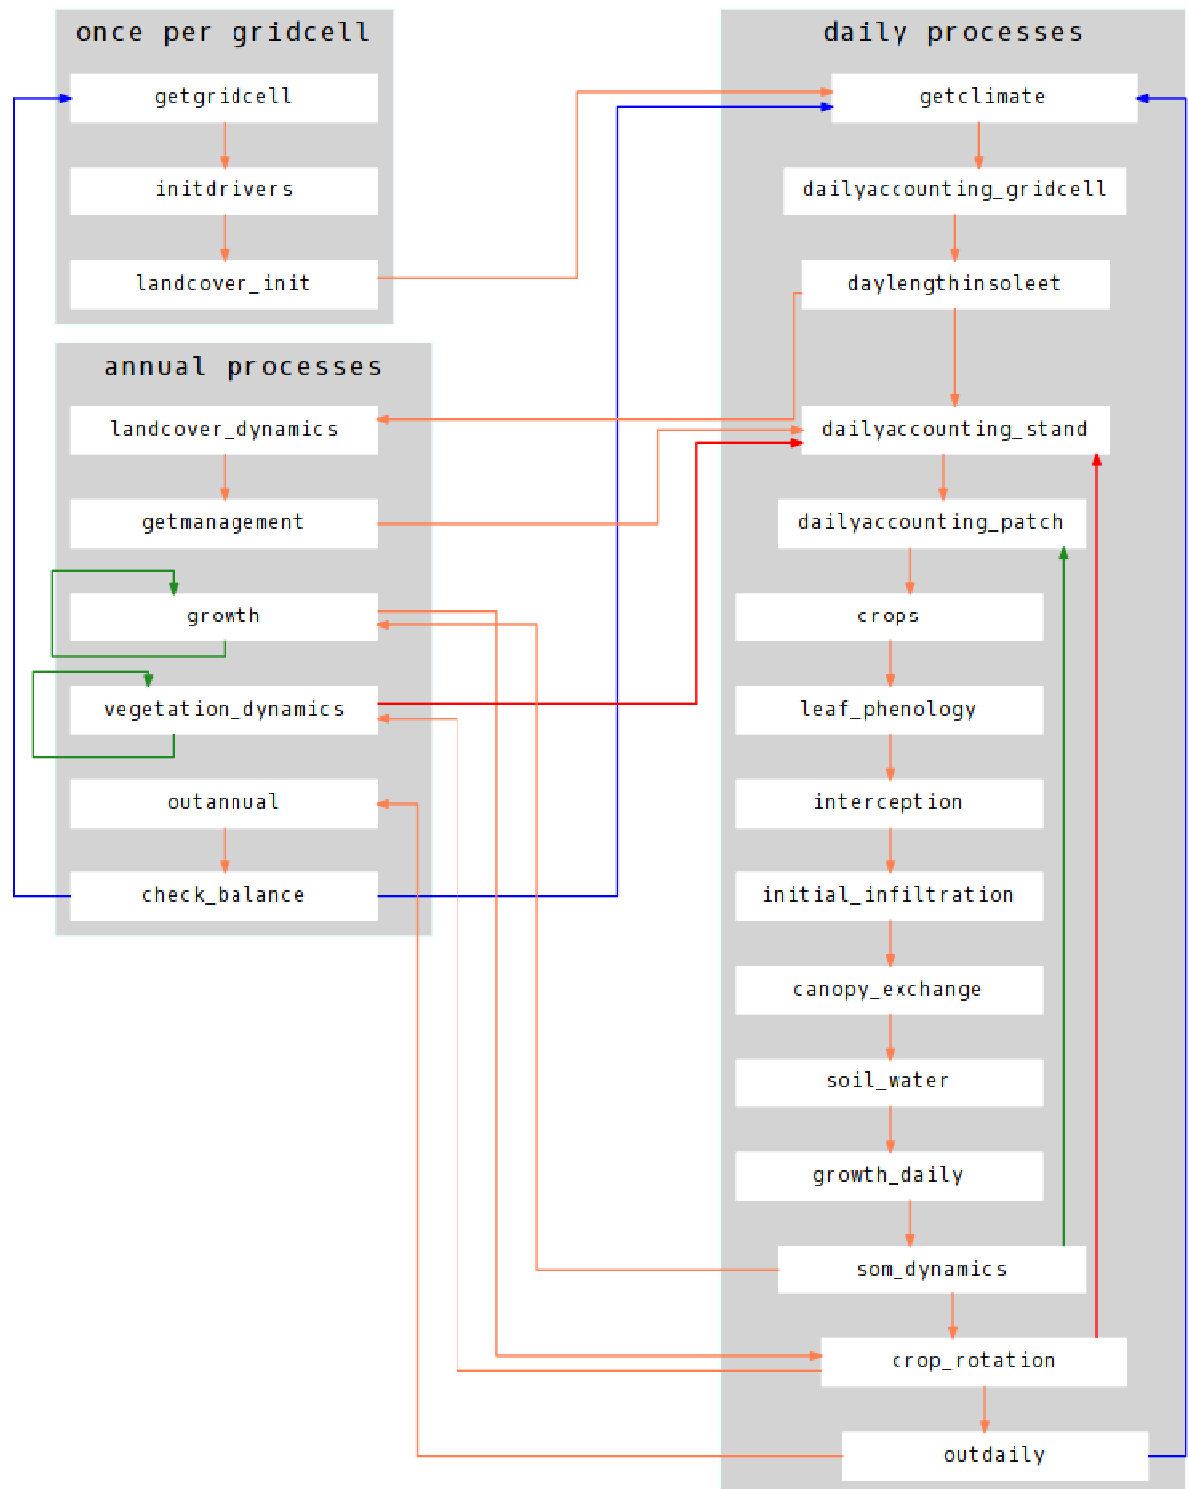 once per gridcell
getgridcell
initdrivers
landcover_init
annual processes
landcover_dynamics
getmanagement
growth
vegetation_dynamics
outannual
check_balance
daily processes
getclimate
dailyaccounting_gridcell
daylengthinsoleet
dailyaccounting_stand
dailyaccounting_patch
crops
leaf_phenology
interception
initial_infiltration
canopy_exchange
soil_water
growth_daily
som_dynamics
crop_rotation
outdaily